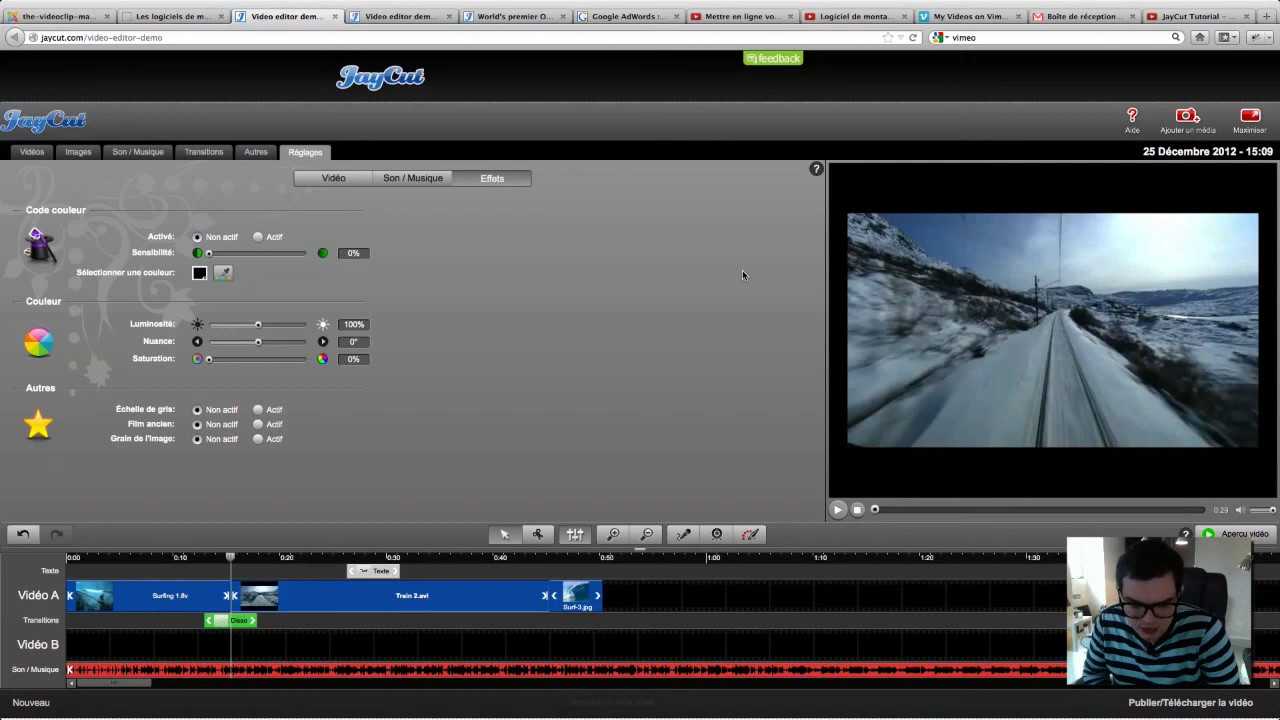 the-videoclip-ma... Les logiciels de m... Video editor dem... Video editor dem... World's premier O... Google AdWords :... Mettre en ligne vo... Logiciel de monta... My Videos on Vim... Boîte de réception... JayCut Tutorial – ...
jaycut.com/video-editor-demo vimeo
feedback
JayCut
JayCut
Aide Ajouter un média Maximiser
Vidéos Images Son / Musique Transitions Autres Réglages 25 Décembre 2012 - 15:09
Vidéo Son / Musique Effets ?
Code couleur
Activé: Non actif Actif
Sensibilité: 0%
Sélectionner une couleur:
Couleur
Luminosité: 100%
Nuance: 0°
Saturation: 0%
Autres
Échelle de gris: Non actif Actif
Film ancien: Non actif Actif
Grain de l'image: Non actif Actif
0:29
? Aperçu vidéo
0:00 0:10 0:20 0:30 0:40 0:50 1:00 1:10 1:20 1:30
Texte Texte
Vidéo A Surfing 1.flv Train 2.avi Surf-3.jpg
Transitions Disso
Vidéo B
Son / Musique
Nouveau Publier/Télécharger la vidéo